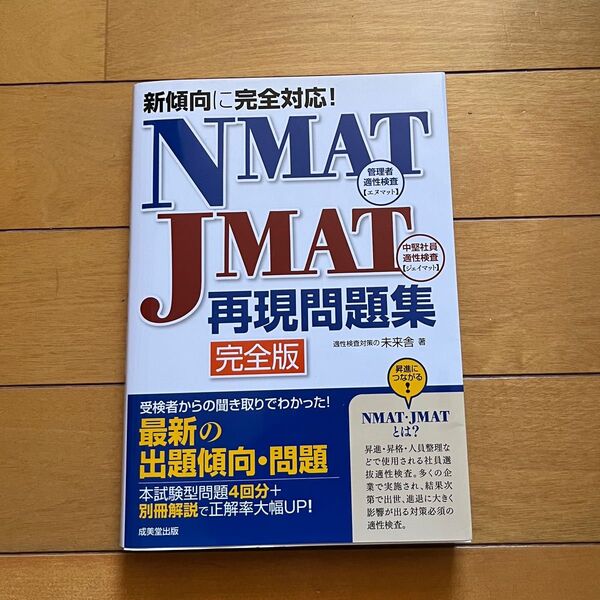 新傾向に完全対応!
NMAT
管理者
適性検査
【エヌマット】
JMAT
中堅社員
適性検査
【ジェイマット】
再現問題集
適性検査対策の未来舎 著
完全版
受検者からの聞き取りでわかった!
最新の
出題傾向・問題
本試験型問題4回分+
別冊解説で正解率大幅UP!
成美堂出版
昇進に
つながる!
NMAT・JMAT
とは?
昇進・昇格・人員整理な
どで使用される社員選
抜適性検査。多くの企
業で実施され、結果次
第で出世、進退に大きく
影響が出る対策必須の
適性検査。